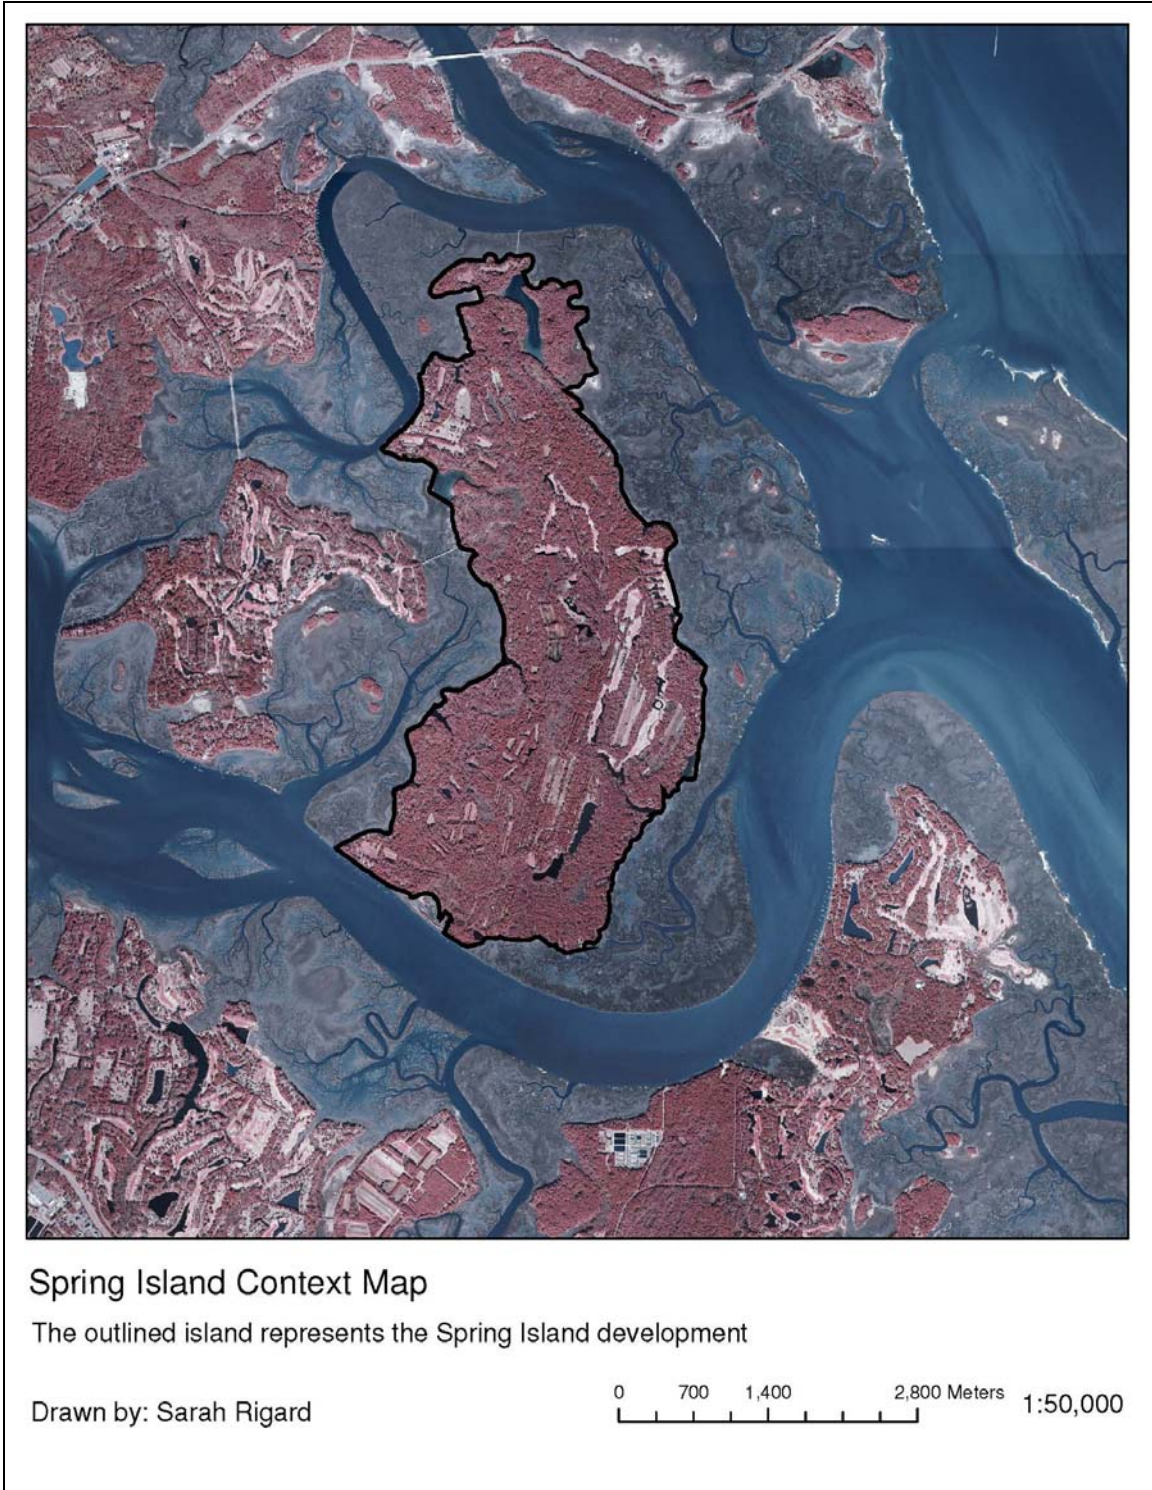 Spring Island Context Map
The outlined island represents the Spring Island development
Drawn by: Sarah Rigard
0 700 1,400 2,800 Meters 1:50,000